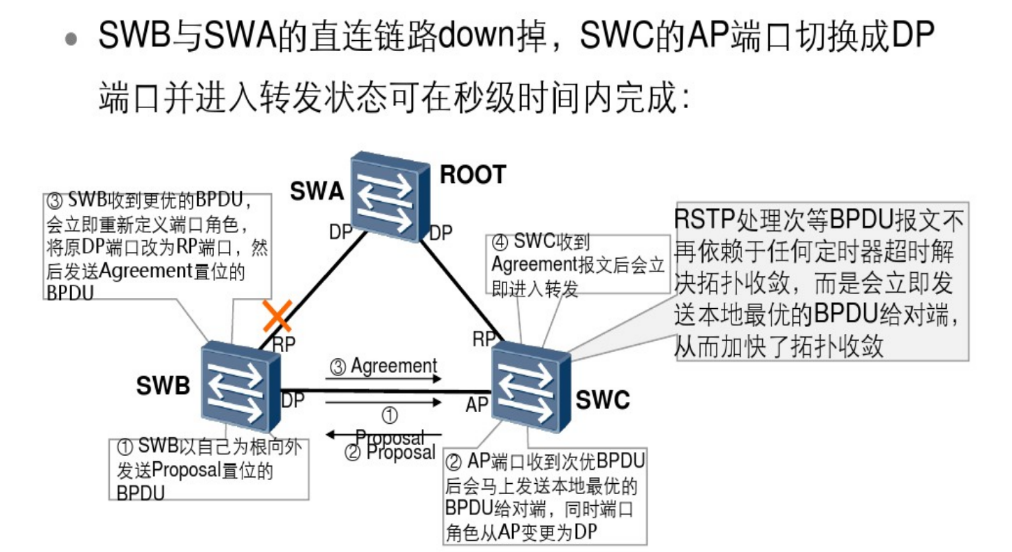 SWB与SWA的直连链路down掉，SWC的AP端口切换成DP
端口并进入转发状态可在秒级时间内完成：
ROOT
SWA
③ SWB收到更优的BPDU，
会立即重新定义端口角色，
将原DP端口改为RP端口，然
后发送Agreement置位的
BPDU
DP
DP
④ SWC收到
Agreement报文后会立
即进入转发
RSTP处理次等BPDU报文不
再依赖于任何定时器超时解
决拓扑收敛，而是会立即发
送本地最优的BPDU给对端，
从而加快了拓扑收敛
RP
RP
③ Agreement
SWB
DP
AP
SWC
①
Proposal
② Proposal
① SWB以自己为根向外
发送Proposal置位的
BPDU
② AP端口收到次优BPDU
后会马上发送本地最优的
BPDU给对端，同时端口
角色从AP变更为DP